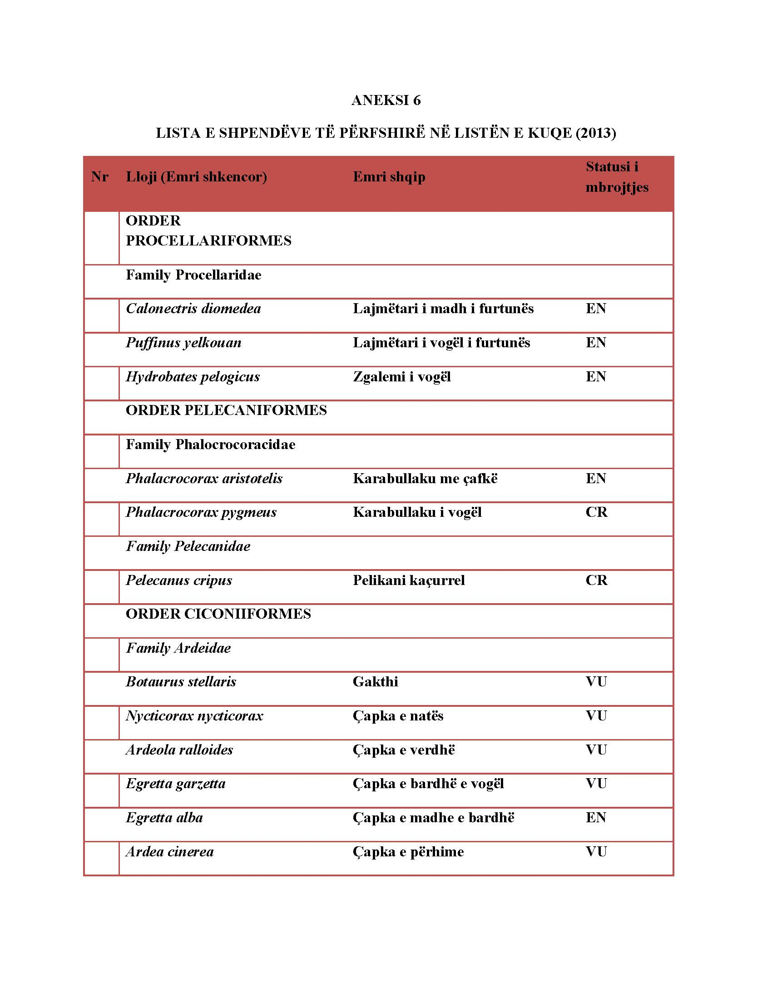 ANEKSI 6
LISTA E SHPENDËVE TË PËRFSHIRË NË LISTËN E KUQE (2013)
Nr Lloji (Emri shkencor) Emri shqip Statusi i
mbrojtjes
ORDER
PROCELLARIFORMES
Family Procellaridae
Calonectris diomedea Lajmëtari i madh i furtunës EN
Puffinus yelkouan Lajmëtari i vogël i furtunës EN
Hydrobates pelogicus Zgalemi i vogël EN
ORDER PELECANIFORMES
Family Phalocrocoracidae
Phalacrocorax aristotelis Karabullaku me çafkë EN
Phalacrocorax pygmeus Karabullaku i vogël CR
Family Pelecanidae
Pelecanus cripus Pelikani kaçurrel CR
ORDER CICONIIFORMES
Family Ardeidae
Botaurus stellaris Gakthi VU
Nycticorax nycticorax Çapka e natës VU
Ardeola ralloides Çapka e verdhë VU
Egretta garzetta Çapka e bardhë e vogël VU
Egretta alba Çapka e madhe e bardhë EN
Ardea cinerea Çapka e përhime VU